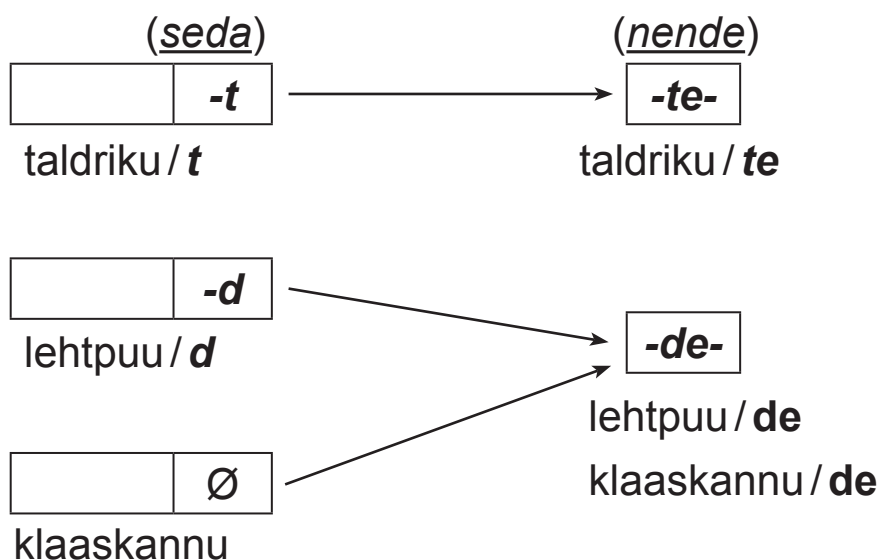 (seda) (nende)
-t -te-
taldriku / t taldriku / te
-d
-de-
lehtpuu / d
lehtpuu / de
Ø klaaskannu / de
klaaskannu